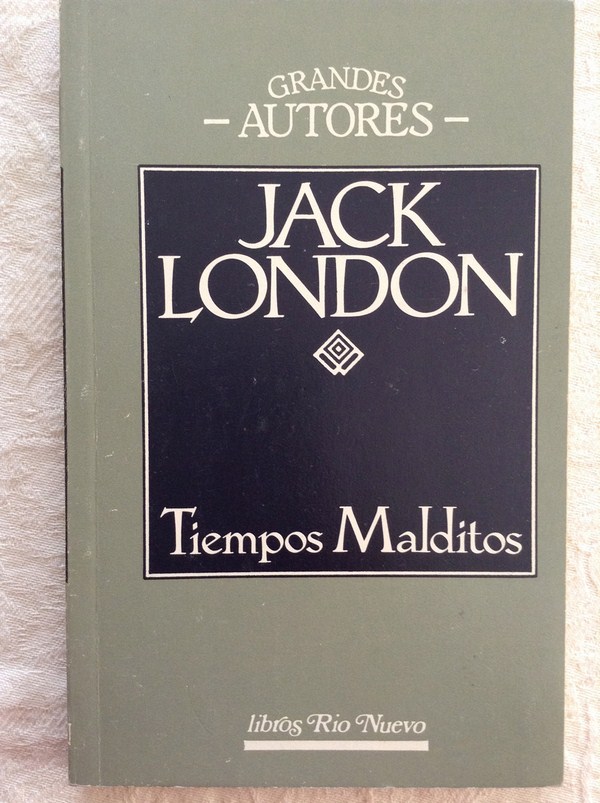 GRANDES
– AUTORES –
JACK
LONDON
Tiempos Malditos
libros Rio Nuevo